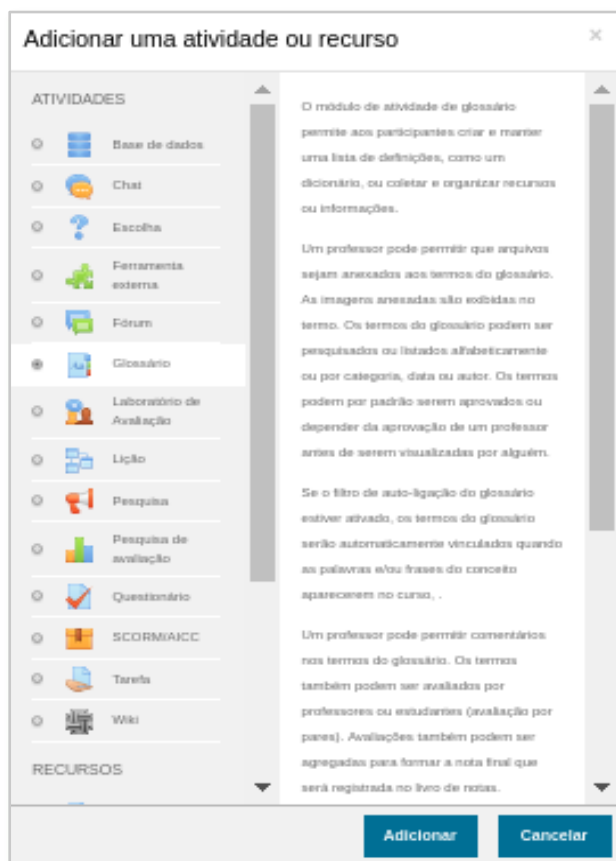 Adicionar uma atividade ou recurso
×
ATIVIDADES
Base de dados
Chat
Escolha
Ferramenta
externa
Fórum
Glossário
Laboratório de
Avaliação
Lição
Pesquisa
Pesquisa de
avaliação
Questionário
SCORM/AICC
Tarefa
Wiki
RECURSOS
O módulo de atividade de glossário
permite aos participantes criar e manter
uma lista de definições, como um
dicionário, ou coletar e organizar recursos
ou informações.
Um professor pode permitir que arquivos
sejam anexados aos termos do glossário.
As imagens anexadas são exibidas no
termo. Os termos do glossário podem ser
pesquisados ou listados alfabeticamente
ou por categoria, data ou autor. Os termos
podem por padrão serem aprovados ou
depender da aprovação de um professor
antes de serem visualizadas por alguém.
Se o filtro de auto-ligação do glossário
estiver ativado, os termos do glossário
serão automaticamente vinculados quando
as palavras e/ou frases do conceito
aparecerem no curso, .
Um professor pode permitir comentários
nos termos do glossário. Os termos
também podem ser avaliados por
professores ou estudantes (avaliação por
pares). Avaliações também podem ser
agregadas para formar a nota final que
será registrada no livro de notas.
Adicionar
Cancelar